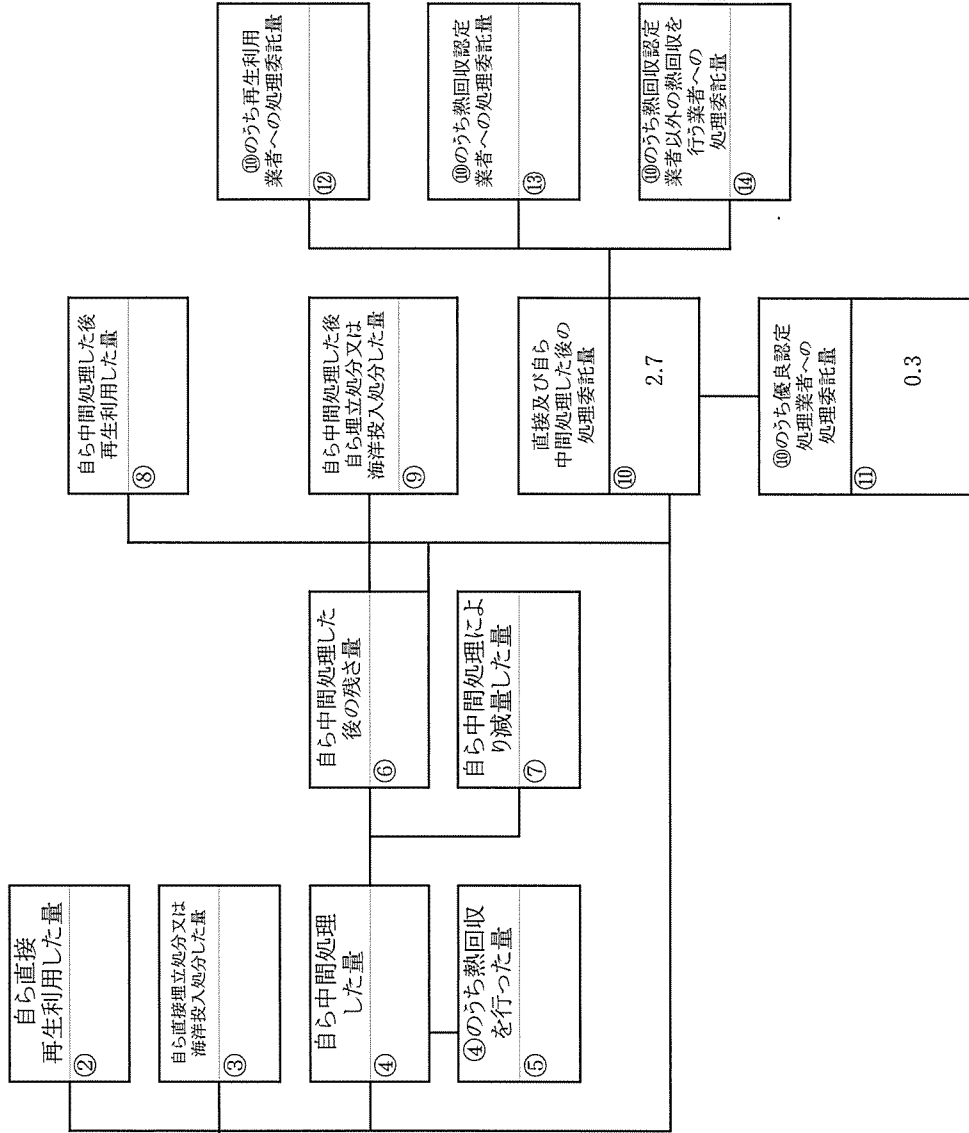 自ら直接
再生利用した量
②
自ら直接埋立処分又は
海洋投入処分した量
③
自ら中間処理
した量
④
④のうち熱回収
を行った量
⑤
自ら中間処理した
後の残さ量
⑥
自ら中間処理によ
り減量した量
⑦
自ら中間処理した後
再生利用した量
⑧
自ら中間処理した後
自ら埋立処分又は
海洋投入処分した量
⑨
直接及び自ら
中間処理した後の
処理委託量
⑩
2.7
⑩のうち優良認定
処理業者への
処理委託量
⑪
0.3
⑩のうち再生利用
業者への処理委託量
⑫
⑩のうち熱回収認定
業者への処理委託量
⑬
⑩のうち熱回収認定
業者以外の熱回収を
行う業者への
処理委託量
⑭